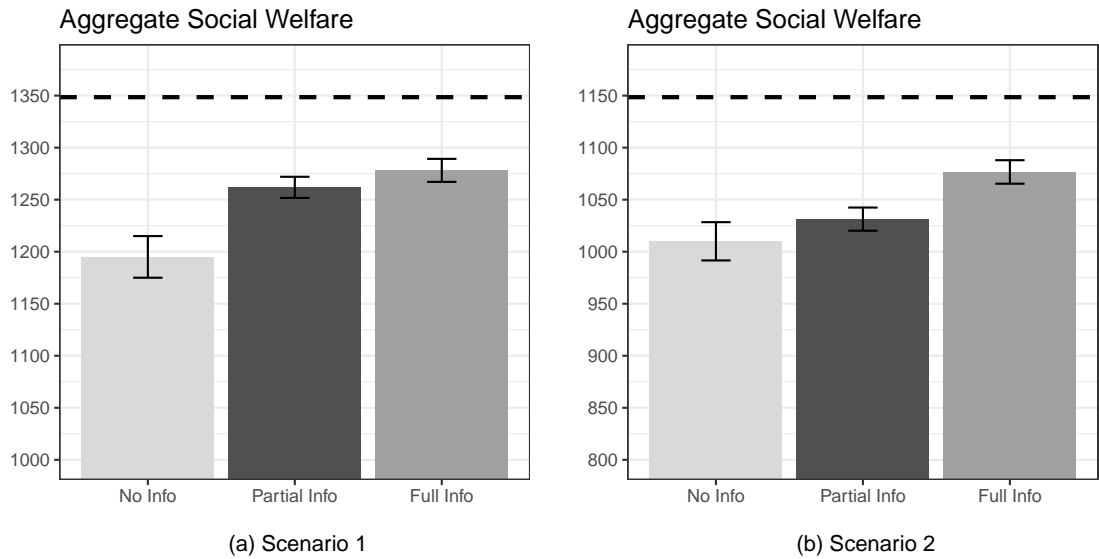 Aggregate Social Welfare
1350
1300
1250
1200
1150
1100
1050
1000
No Info Partial Info Full Info
(a) Scenario 1
Aggregate Social Welfare
1150
1100
1050
1000
950
900
850
800
No Info Partial Info Full Info
(b) Scenario 2